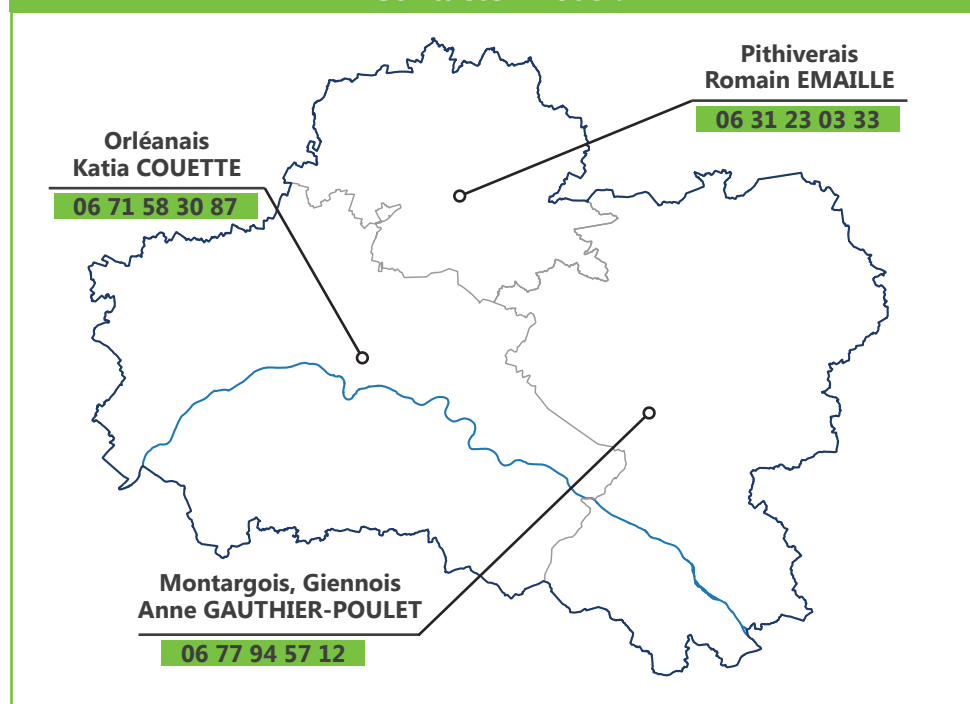 Pithiverais
Romain EMAILLE
06 31 23 03 33
Orléanais
Katia COUETTE
06 71 58 30 87
Montargois, Giennois
Anne GAUTHIER-POULET
06 77 94 57 12